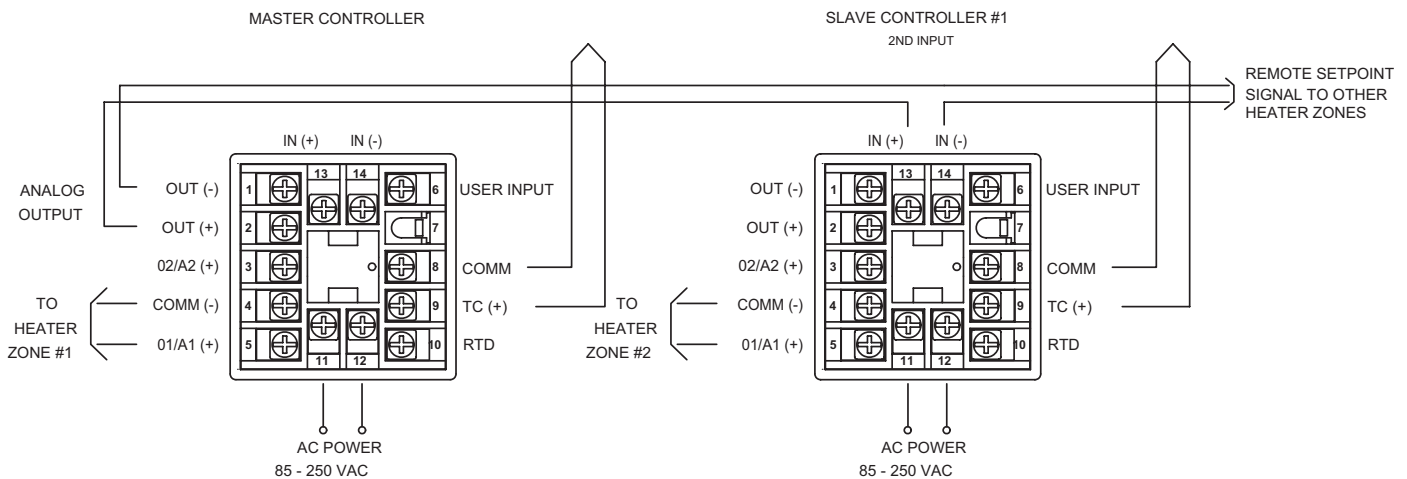 MASTER CONTROLLER
SLAVE CONTROLLER #1
2ND INPUT
REMOTE SETPOINT
SIGNAL TO OTHER
HEATER ZONES
IN (+) IN (-)
13 14
ANALOG
OUTPUT
OUT (-) 1 6 USER INPUT
OUT (+) 2 7
02/A2 (+) 3 8 COMM
TO
HEATER
ZONE #1
COMM (-) 4 9 TC (+)
01/A1 (+) 5 10 RTD
11 12
AC POWER
85 - 250 VAC
IN (+) IN (-)
13 14
OUT (-) 1 6 USER INPUT
OUT (+) 2 7
02/A2 (+) 3 8 COMM
TO
HEATER
ZONE #2
COMM (-) 4 9 TC (+)
01/A1 (+) 5 10 RTD
11 12
AC POWER
85 - 250 VAC